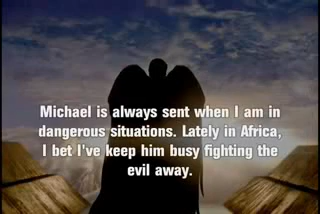 Michael is always sent when I am in
dangerous situations. Lately in Africa,
I bet I've keep him busy fighting the
evil away.